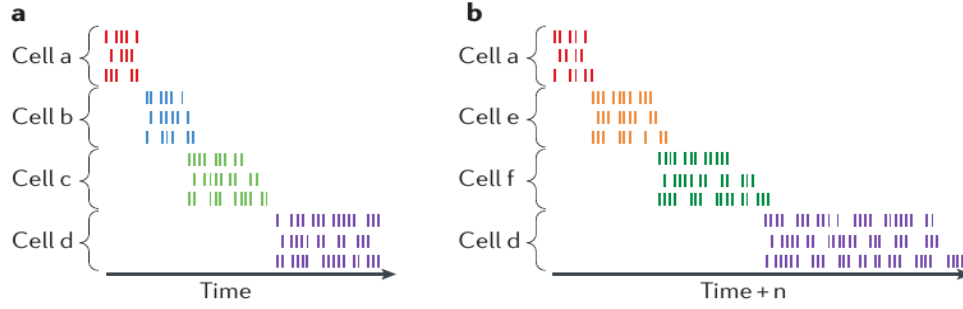 a
Cell a
Cell b
Cell c
Cell d
Time
b
Cell a
Cell e
Cell f
Cell d
Time + n